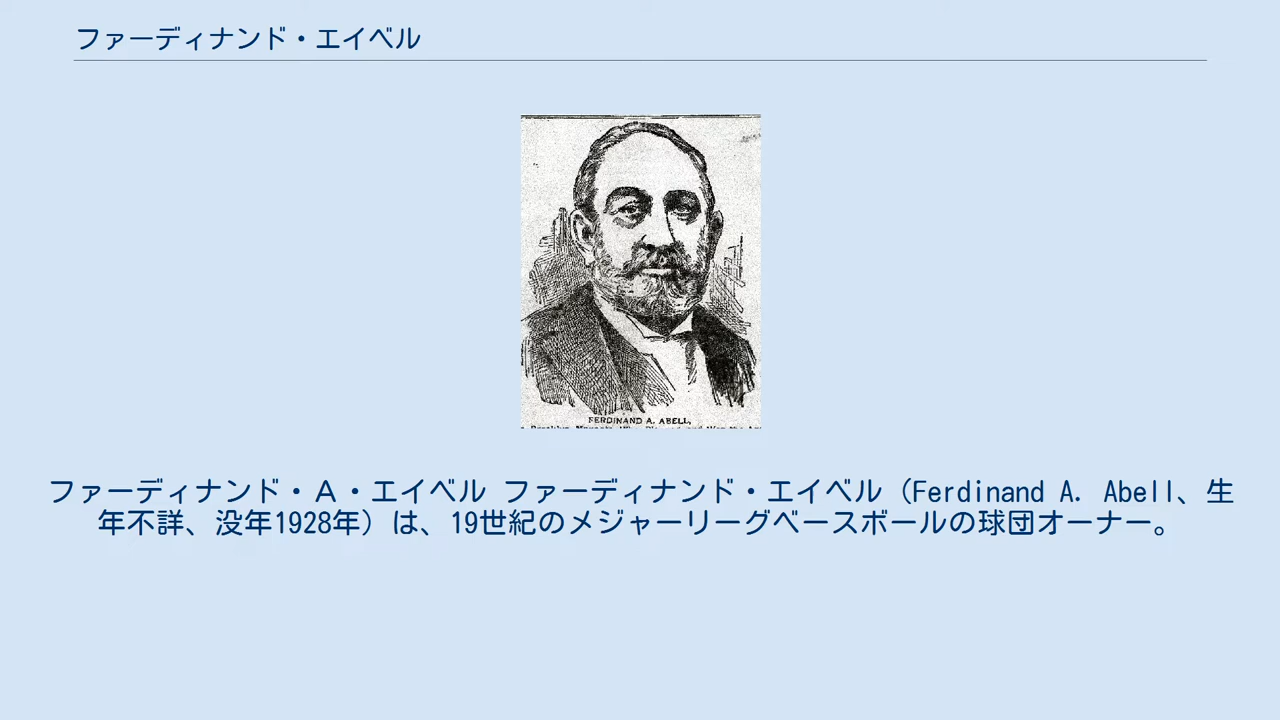 ファーディナンド・エイベル
FERDINAND A. ABELL,
ファーディナンド・Ａ・エイベル ファーディナンド・エイベル（Ferdinand A. Abell、生
年不詳、没年1928年）は、19世紀のメジャーリーグベースボールの球団オーナー。